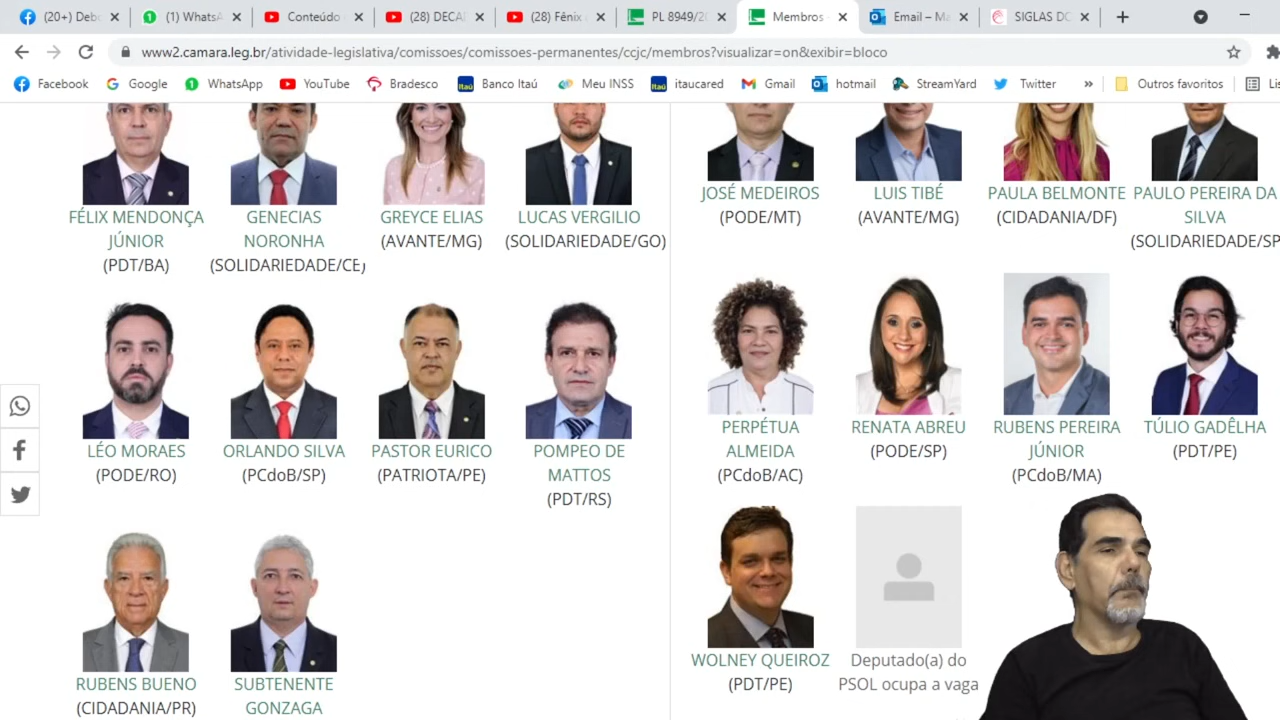 (20+) Deb
(1) Whats
Conteúdo
(28) DECA
(28) Fênix
PL 8949/2
Membros
Email – M
SIGLAS DO
www2.camara.leg.br/atividade-legislativa/comissoes/comissoes-permanentes/ccjc/membros?visualizar=on&exibir=bloco
Facebook
Google
WhatsApp
YouTube
Bradesco
Banco Itaú
Meu INSS
itaucared
Gmail
hotmail
StreamYard
Twitter
»
Outros favoritos
Lis
FÉLIX MENDONÇA
JÚNIOR
(PDT/BA)
GENECIAS
NORONHA
(SOLIDARIEDADE/CE)
GREYCE ELIAS
(AVANTE/MG)
LUCAS VERGILIO
(SOLIDARIEDADE/GO)
JOSÉ MEDEIROS
(PODE/MT)
LUIS TIBÉ
(AVANTE/MG)
PAULA BELMONTE
(CIDADANIA/DF)
PAULO PEREIRA DA
SILVA
(SOLIDARIEDADE/SP
LÉO MORAES
(PODE/RO)
ORLANDO SILVA
(PCdoB/SP)
PASTOR EURICO
(PATRIOTA/PE)
POMPEO DE
MATTOS
(PDT/RS)
PERPÉTUA
ALMEIDA
(PCdoB/AC)
RENATA ABREU
(PODE/SP)
RUBENS PEREIRA
JÚNIOR
(PCdoB/MA)
TÚLIO GADÊLHA
(PDT/PE)
RUBENS BUENO
(CIDADANIA/PR)
SUBTENENTE
GONZAGA
WOLNEY QUEIROZ
(PDT/PE)
Deputado(a) do
PSOL ocupa a vaga